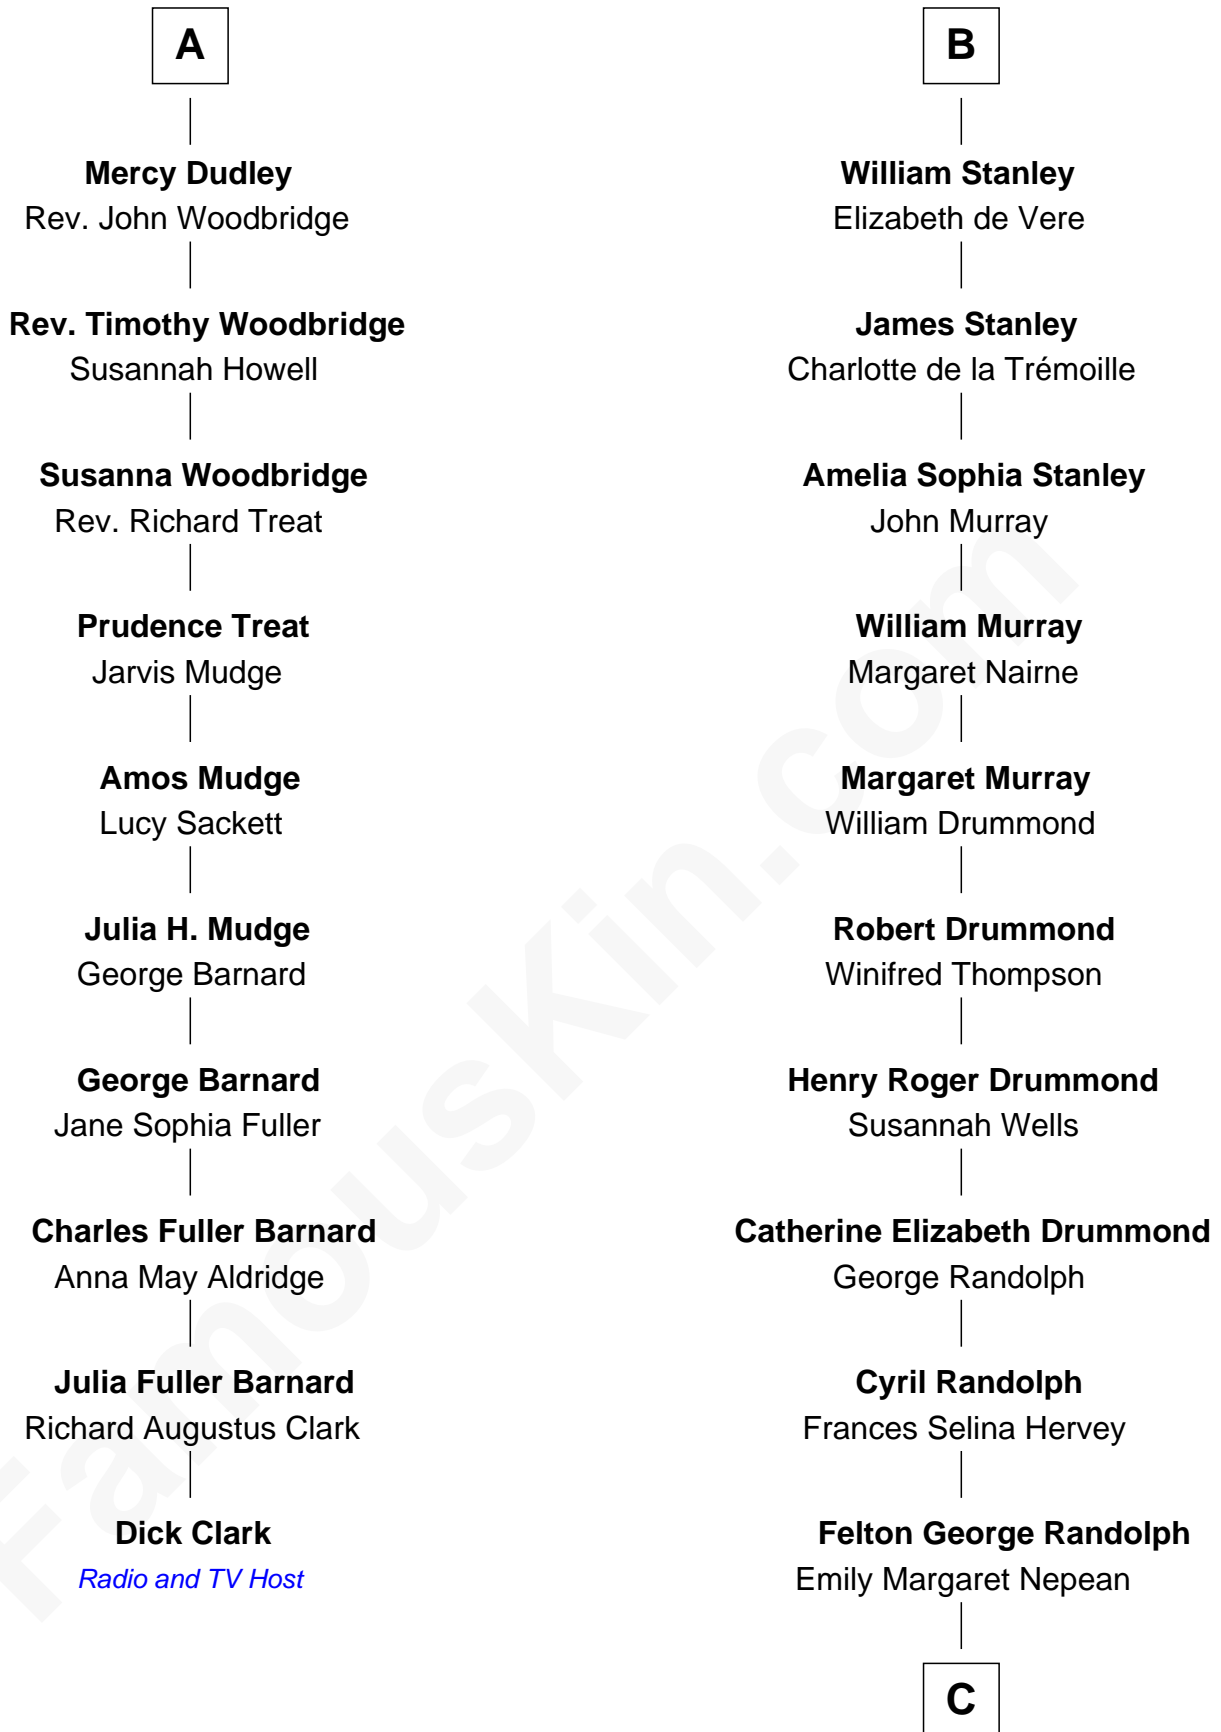 A
Mercy Dudley
Rev. John Woodbridge
Rev. Timothy Woodbridge
Susannah Howell
Susanna Woodbridge
Rev. Richard Treat
Prudence Treat
Jarvis Mudge
Amos Mudge
Lucy Sackett
Julia H. Mudge
George Barnard
George Barnard
Jane Sophia Fuller
Charles Fuller Barnard
Anna May Aldridge
Julia Fuller Barnard
Richard Augustus Clark
Dick Clark
Radio and TV Host
B
William Stanley
Elizabeth de Vere
James Stanley
Charlotte de la Trémoille
Amelia Sophia Stanley
John Murray
William Murray
Margaret Nairne
Margaret Murray
William Drummond
Robert Drummond
Winifred Thompson
Henry Roger Drummond
Susannah Wells
Catherine Elizabeth Drummond
George Randolph
Cyril Randolph
Frances Selina Hervey
Felton George Randolph
Emily Margaret Nepean
C
FamousKin.com